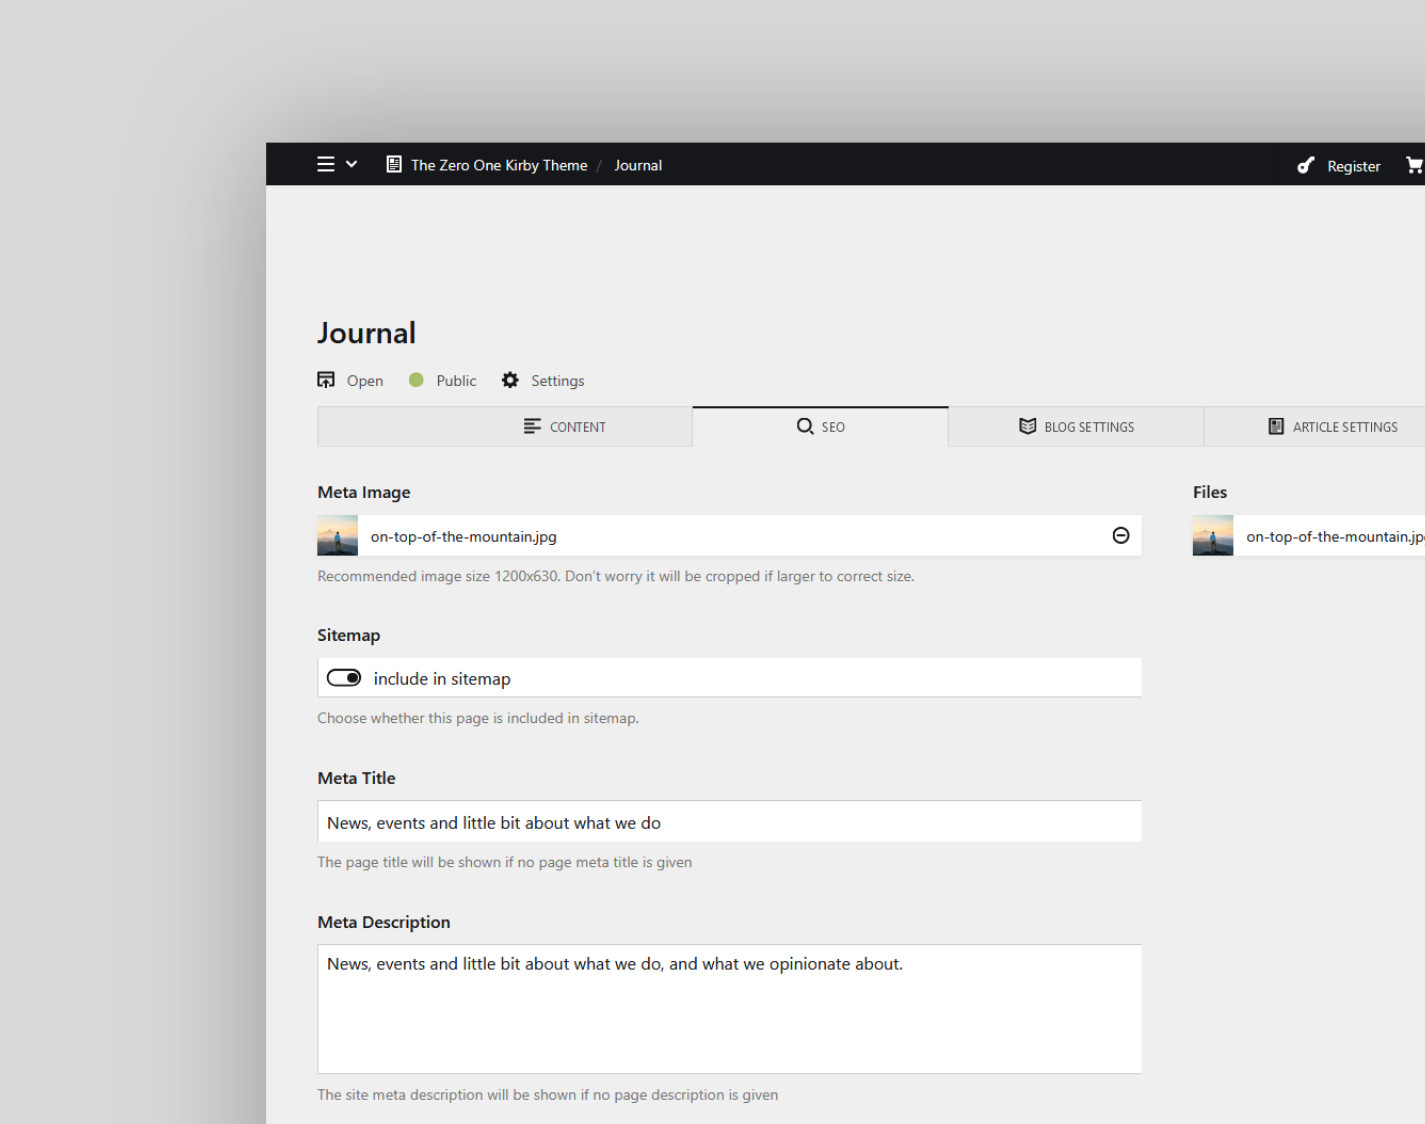 The Zero One Kirby Theme / Journal
Register
Journal
Open Public Settings
CONTENT SEO BLOG SETTINGS ARTICLE SETTINGS
Meta Image
on-top-of-the-mountain.jpg
Recommended image size 1200x630. Don't worry it will be cropped if larger to correct size.
Files
on-top-of-the-mountain.jp
Sitemap
include in sitemap
Choose whether this page is included in sitemap.
Meta Title
News, events and little bit about what we do
The page title will be shown if no page meta title is given
Meta Description
News, events and little bit about what we do, and what we opinionate about.
The site meta description will be shown if no page description is given